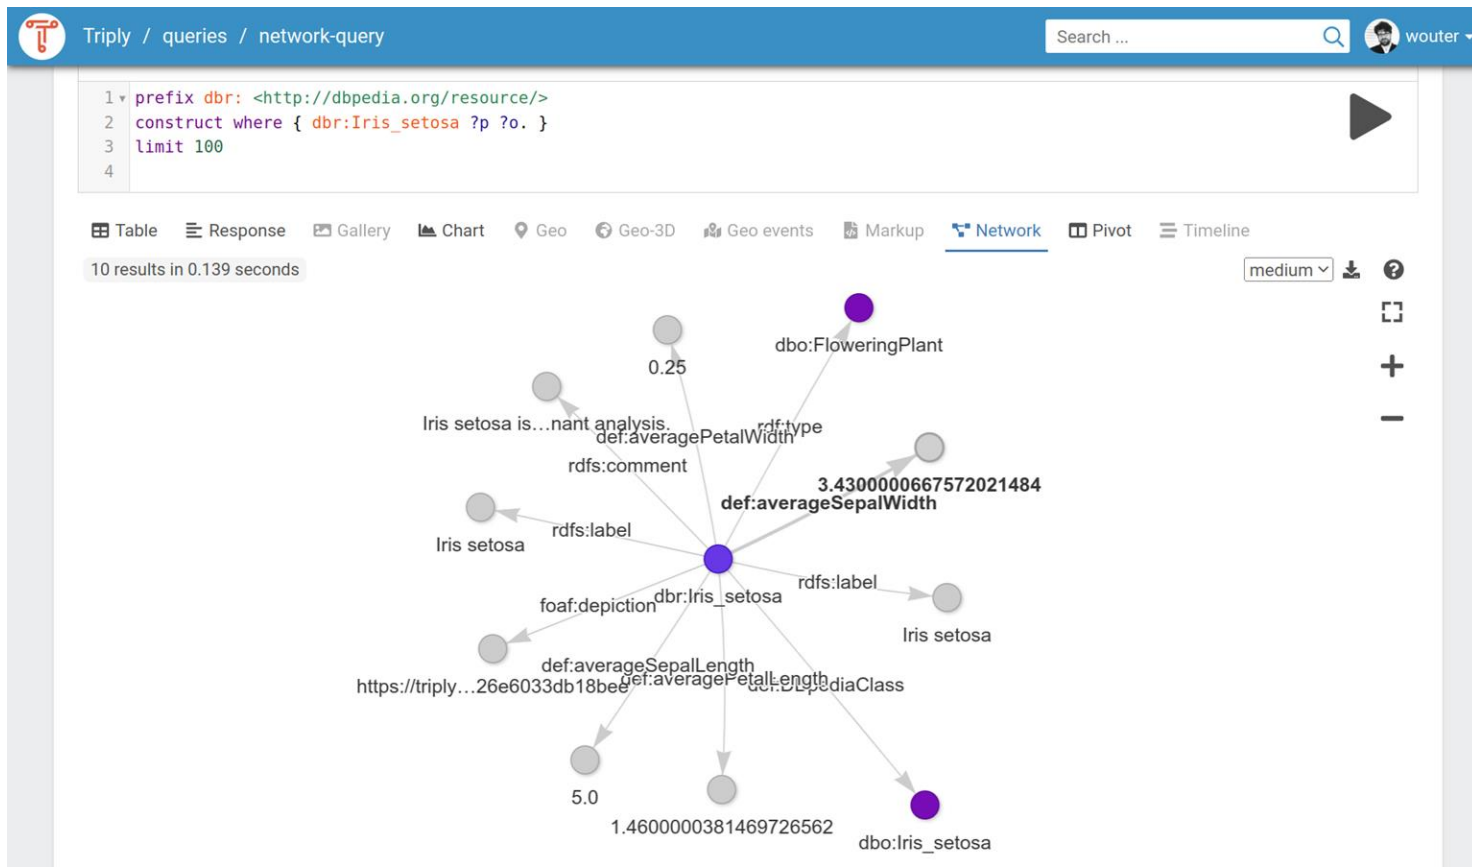 Triply / queries / network-query
Search ...
wouter
1 prefix dbr: <http://dbpedia.org/resource/>
2 construct where { dbr:Iris_setosa ?p ?o. }
3 limit 100
4
Table Response Gallery Chart Geo Geo-3D Geo events Markup Network Pivot Timeline
10 results in 0.139 seconds
medium
dbo:FloweringPlant
0.25
Iris setosa is…nant analysis.
rdf:type
def:averagePetalWidth
rdfs:comment
3.4300000667572021484
def:averageSepalWidth
rdfs:label
Iris setosa
rdfs:label
dbr:Iris_setosa
foaf:depiction
Iris setosa
def:averageSepalLength
def:averagePetalLength
def:DBpediaClass
https://triply…26e6033db18bee
5.0
1.4600000381469726562
dbo:Iris_setosa